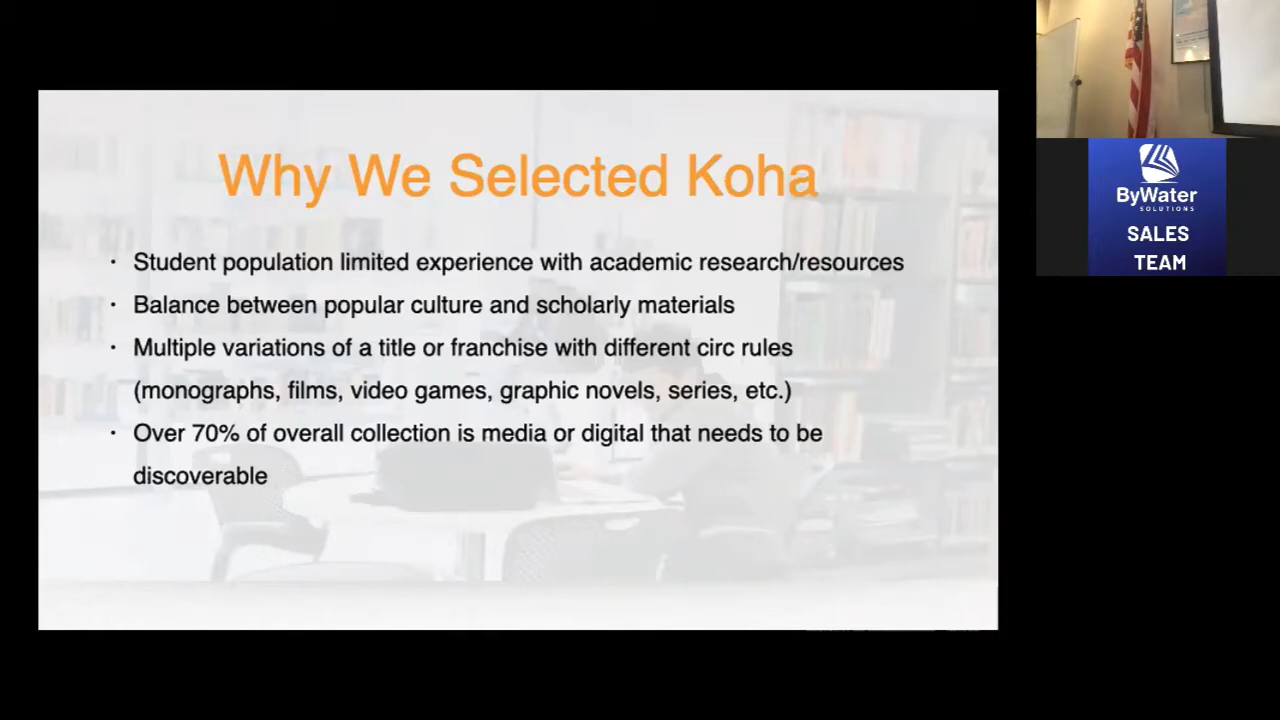 Why We Selected Koha
· Student population limited experience with academic research/resources
· Balance between popular culture and scholarly materials
· Multiple variations of a title or franchise with different circ rules
(monographs, films, video games, graphic novels, series, etc.)
· Over 70% of overall collection is media or digital that needs to be
discoverable
ByWater
SOLUTIONS
SALES
TEAM